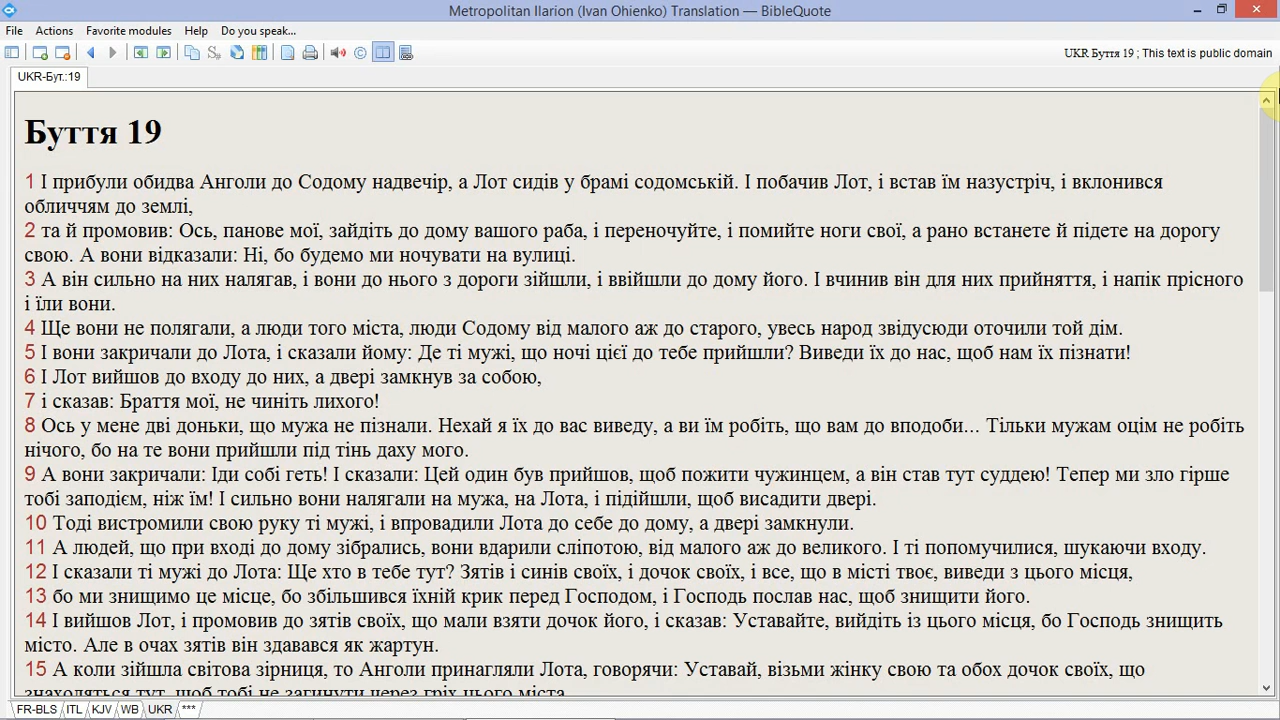 Metropolitan Ilarion (Ivan Ohienko) Translation — BibleQuote
File Actions Favorite modules Help Do you speak...
UKR Буття 19 ; This text is public domain
UKR-Бут.:19
Буття 19
1 І прибули обидва Анголи до Содому надвечір, а Лот сидів у брамі содомській. І побачив Лот, і встав їм назустріч, і вклонився
обличчям до землі,
2 та й промовив: Ось, панове мої, зайдіть до дому вашого раба, і переночуйте, і помийте ноги свої, а рано встанете й підете на дорогу
свою. А вони відказали: Ні, бо будемо ми ночувати на вулиці.
3 А він сильно на них налягав, і вони до нього з дороги зійшли, і ввійшли до дому його. І вчинив він для них прийняття, і напік прісного
і їли вони.
4 Ще вони не полягали, а люди того міста, люди Содому від малого аж до старого, увесь народ звідусюди оточили той дім.
5 І вони закричали до Лота, і сказали йому: Де ті мужі, що ночі цієї до тебе прийшли? Виведи їх до нас, щоб нам їх пізнати!
6 І Лот вийшов до входу до них, а двері замкнув за собою,
7 і сказав: Браття мої, не чиніть лихого!
8 Ось у мене дві доньки, що мужа не пізнали. Нехай я їх до вас виведу, а ви їм робіть, що вам до вподоби... Тільки мужам оцім не робіть
нічого, бо на те вони прийшли під тінь даху мого.
9 А вони закричали: Іди собі геть! І сказали: Цей один був прийшов, щоб пожити чужинцем, а він став тут суддею! Тепер ми зло гірше
тобі заподієм, ніж їм! І сильно вони налягали на мужа, на Лота, і підійшли, щоб висадити двері.
10 Тоді вистромили свою руку ті мужі, і впровадили Лота до себе до дому, а двері замкнули.
11 А людей, що при вході до дому зібрались, вони вдарили сліпотою, від малого аж до великого. І ті попомучилися, шукаючи входу.
12 І сказали ті мужі до Лота: Ще хто в тебе тут? Зятів і синів своїх, і дочок своїх, і все, що в місті твоє, виведи з цього місця,
13 бо ми знищимо це місце, бо збільшився їхній крик перед Господом, і Господь послав нас, щоб знищити його.
14 І вийшов Лот, і промовив до зятів своїх, що мали взяти дочок його, і сказав: Уставайте, вийдіть із цього місця, бо Господь знищить
місто. Але в очах зятів він здавався як жартун.
15 А коли зійшла світова зірниця, то Анголи принагляли Лота, говорячи: Уставай, візьми жінку свою та обох дочок своїх, що
знаходяться тут, щоб тобі не загинути через гріх цього міста.
FR-BLS ITL KJV WB UKR ***